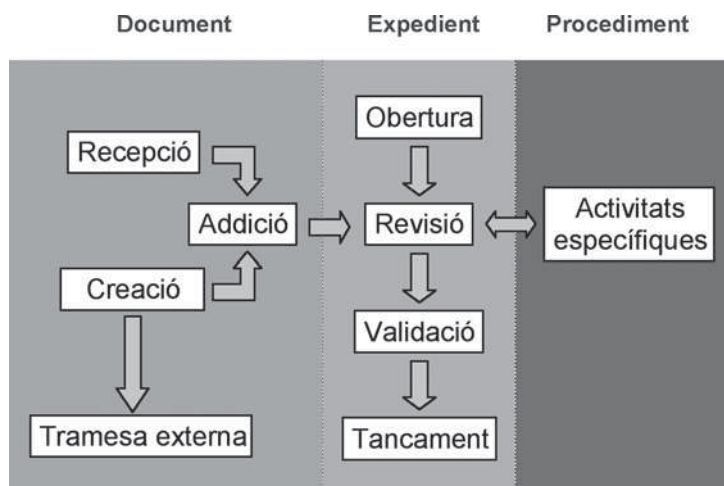 Document
Expedient
Procediment
Recepció
Addició
Creació
Tramesa externa
Obertura
Revisió
Validació
Tancament
Activitats
específiques